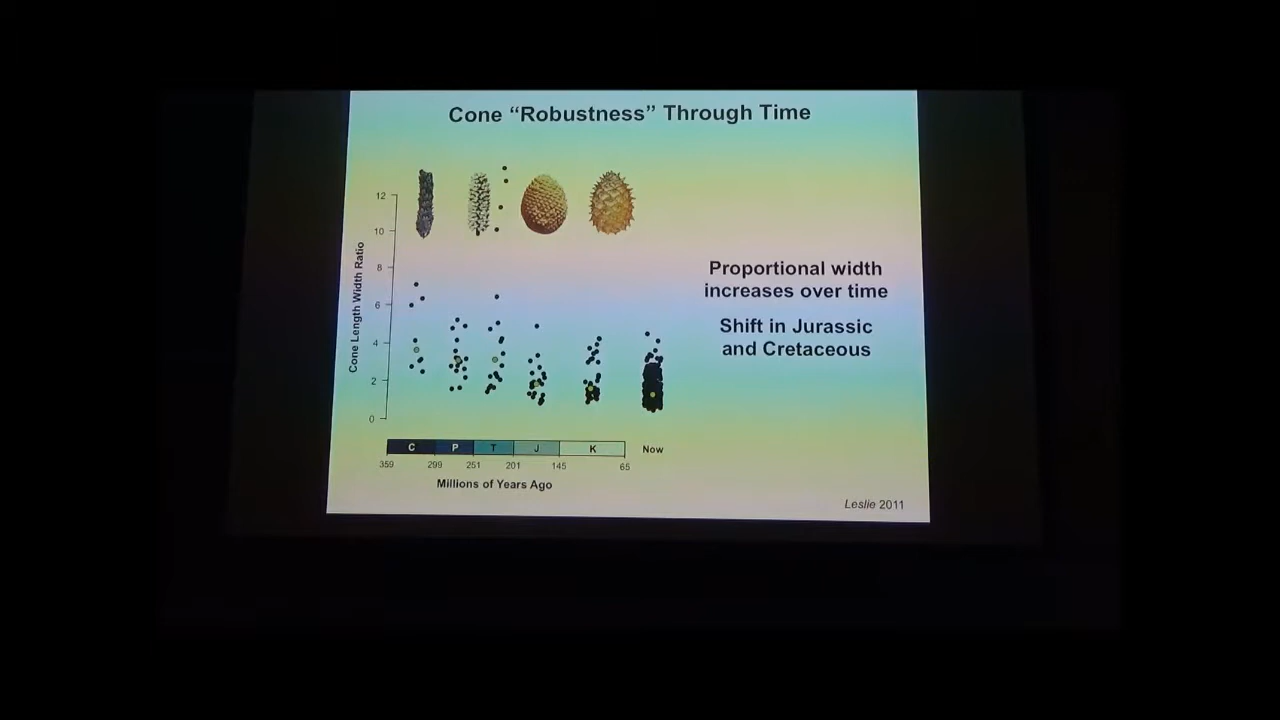 Cone “Robustness” Through Time
12
10
8
6
4
2
0
Cone Length Width Ratio
Proportional width
increases over time
Shift in Jurassic
and Cretaceous
C P T J K Now
359 299 251 201 145 65
Millions of Years Ago
Leslie 2011